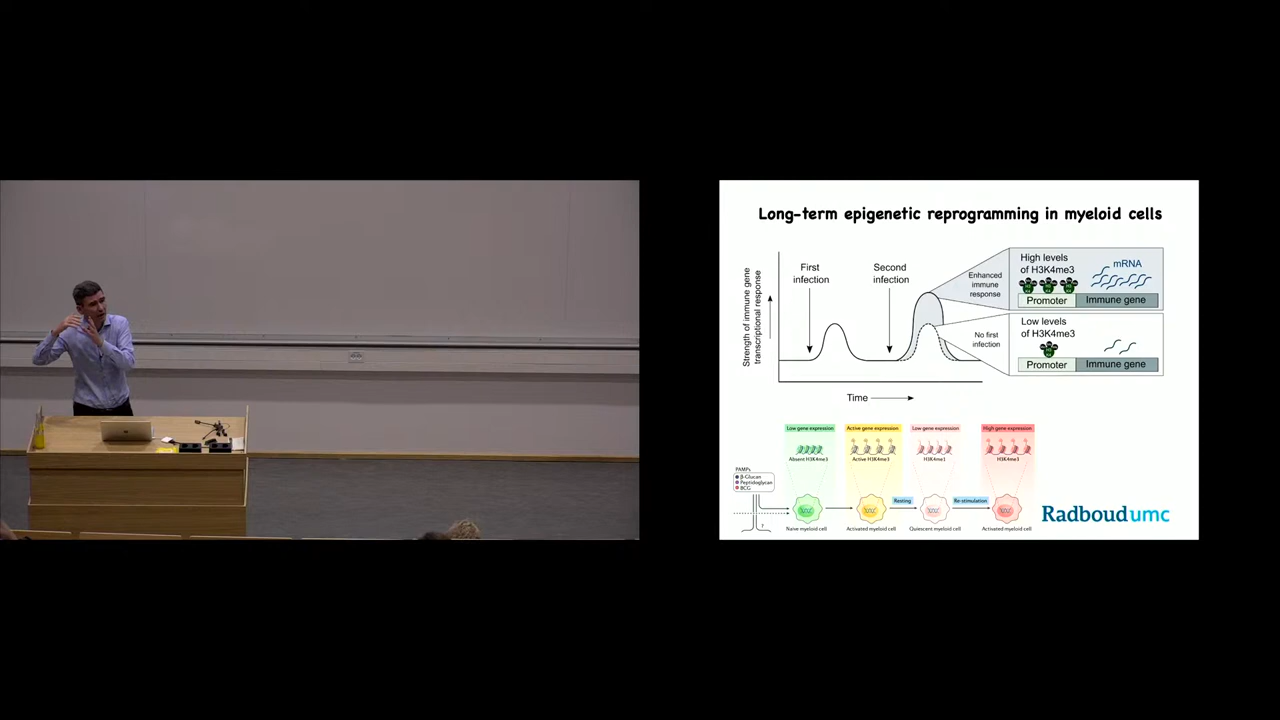 Long-term epigenetic reprogramming in myeloid cells
Strength of immune gene
transcriptional response
First
infection
Second
infection
Enhanced
immune
response
No first
infection
High levels
of H3K4me3
mRNA
Promoter
Immune gene
Low levels
of H3K4me3
Promoter
Immune gene
Time
Low gene expression
Active gene expression
Low gene expression
High gene expression
Absent H3K4me3
Active H3K4me3
H3K4me1
H3K4me3
PAMPs
β-Glucan
Peptidoglycan
BCG
?
Resting
Re-stimulation
Naive myeloid cell
Activated myeloid cell
Quiescent myeloid cell
Activated myeloid cell
Radboudumc